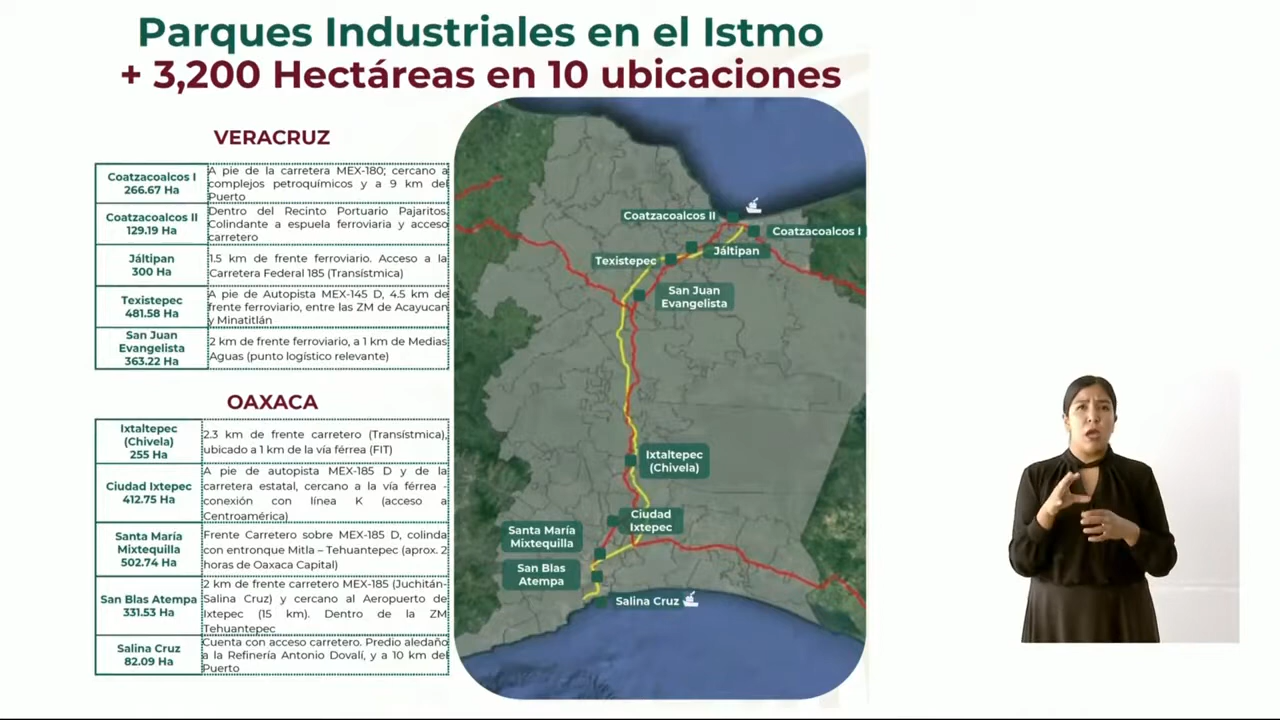 Parques Industriales en el Istmo
+ 3,200 Hectáreas en 10 ubicaciones
VERACRUZ
Coatzacoalcos I
266.67 Ha
A pie de la carretera MEX-180; cercano a
complejos petroquímicos y a 9 km del
Puerto
Coatzacoalcos II
129.19 Ha
Dentro del Recinto Portuario Pajaritos.
Colindante a espuela ferroviaria y acceso
carretero
Jáltipan
300 Ha
1.5 km de frente ferroviario. Acceso a la
Carretera Federal 185 (Transístmica)
Texistepec
481.58 Ha
A pie de Autopista MEX-145 D, 4.5 km de
frente ferroviario, entre las ZM de Acayucan
y Minatitlán
San Juan
Evangelista
363.22 Ha
2 km de frente ferroviario, a 1 km de Medias
Aguas (punto logístico relevante)
OAXACA
Ixtaltepec
(Chivela)
255 Ha
2.3 km de frente carretero (Transístmica),
ubicado a 1 km de la vía férrea (FIT)
Ciudad Ixtepec
412.75 Ha
A pie de autopista MEX-185 D y de la
carretera estatal, cercano a la vía férrea -
conexión con línea K (acceso a
Centroamérica)
Santa María
Mixtequilla
502.74 Ha
Frente Carretero sobre MEX-185 D, colinda
con entronque Mitla – Tehuantepec (aprox. 2
horas de Oaxaca Capital)
San Blas Atempa
331.53 Ha
2 km de frente carretero MEX-185 (Juchitán-
Salina Cruz) y cercano al Aeropuerto de
Ixtepec (15 km). Dentro de la ZM
Tehuantepec
Salina Cruz
82.09 Ha
Cuenta con acceso carretero. Predio aledaño
a la Refinería Antonio Dovalí, y a 10 km del
Puerto
Coatzacoalcos II
Coatzacoalcos I
Jáltipan
Texistepec
San Juan
Evangelista
Ixtaltepec
(Chivela)
Ciudad
Ixtepec
Santa María
Mixtequilla
San Blas
Atempa
Salina Cruz